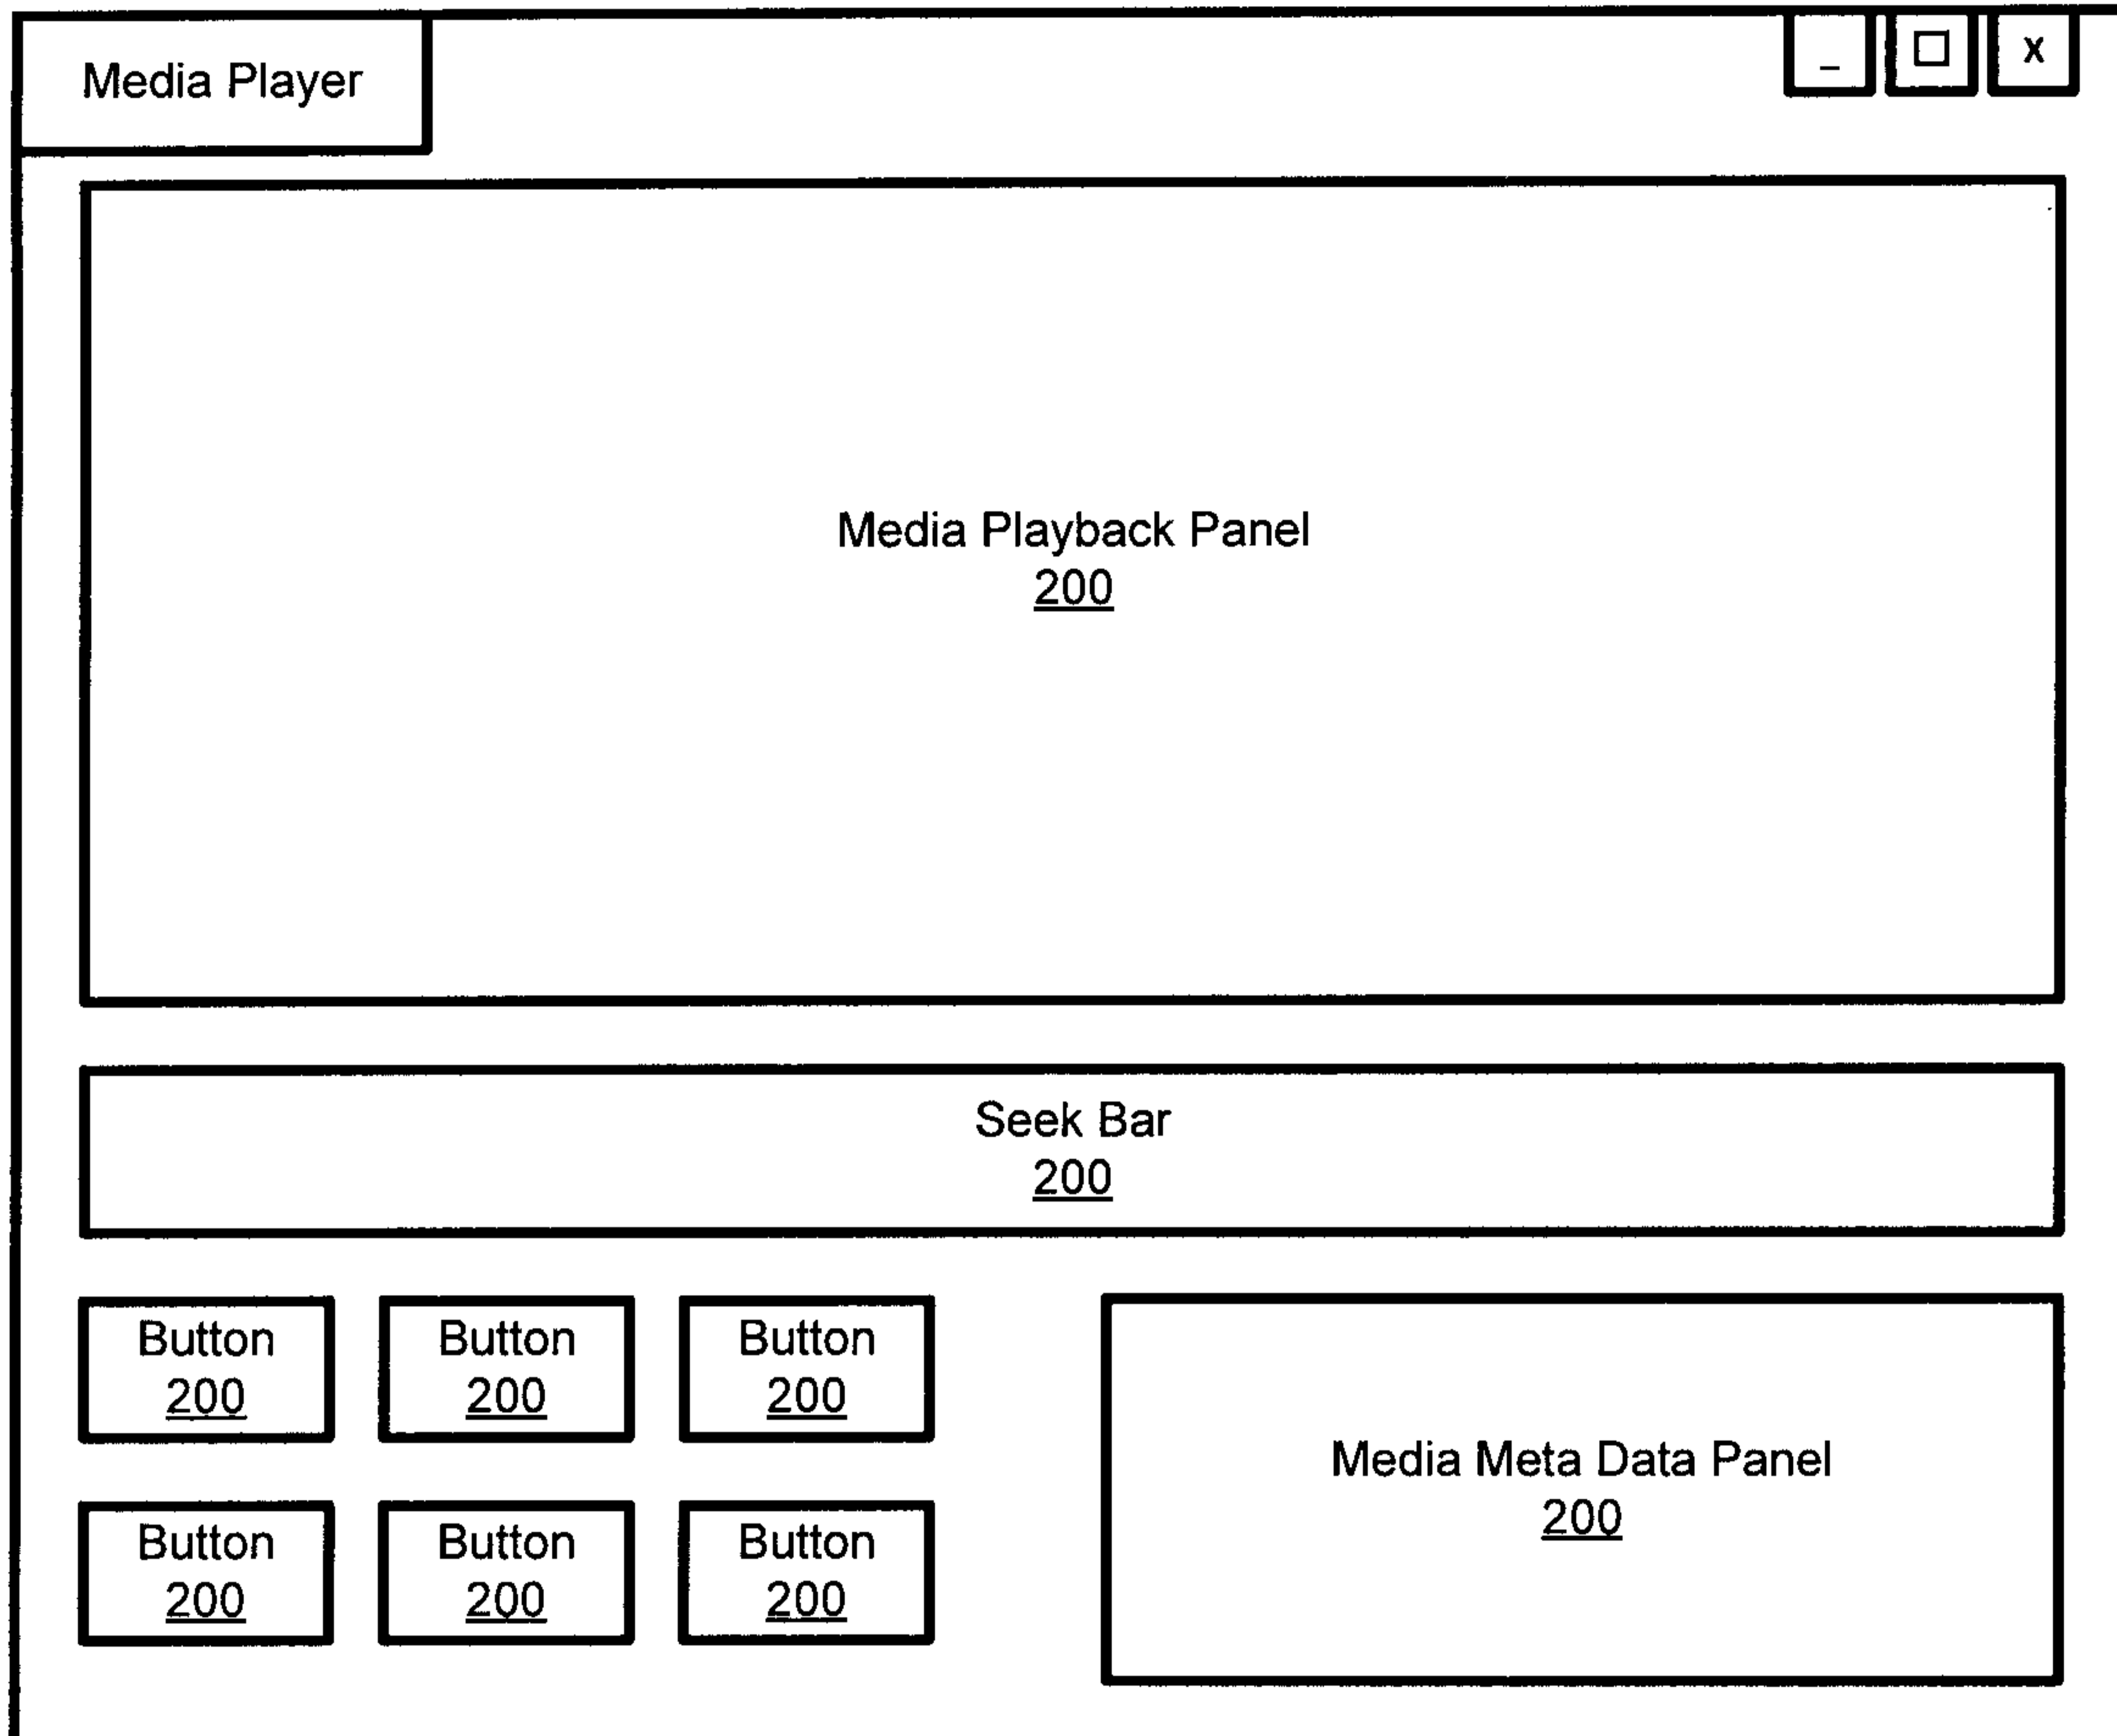 Media Player
_ □ X
Media Playback Panel
200
Seek Bar
200
Button Button Button
200 200 200
Media Meta Data Panel
200
Button Button Button
200 200 200